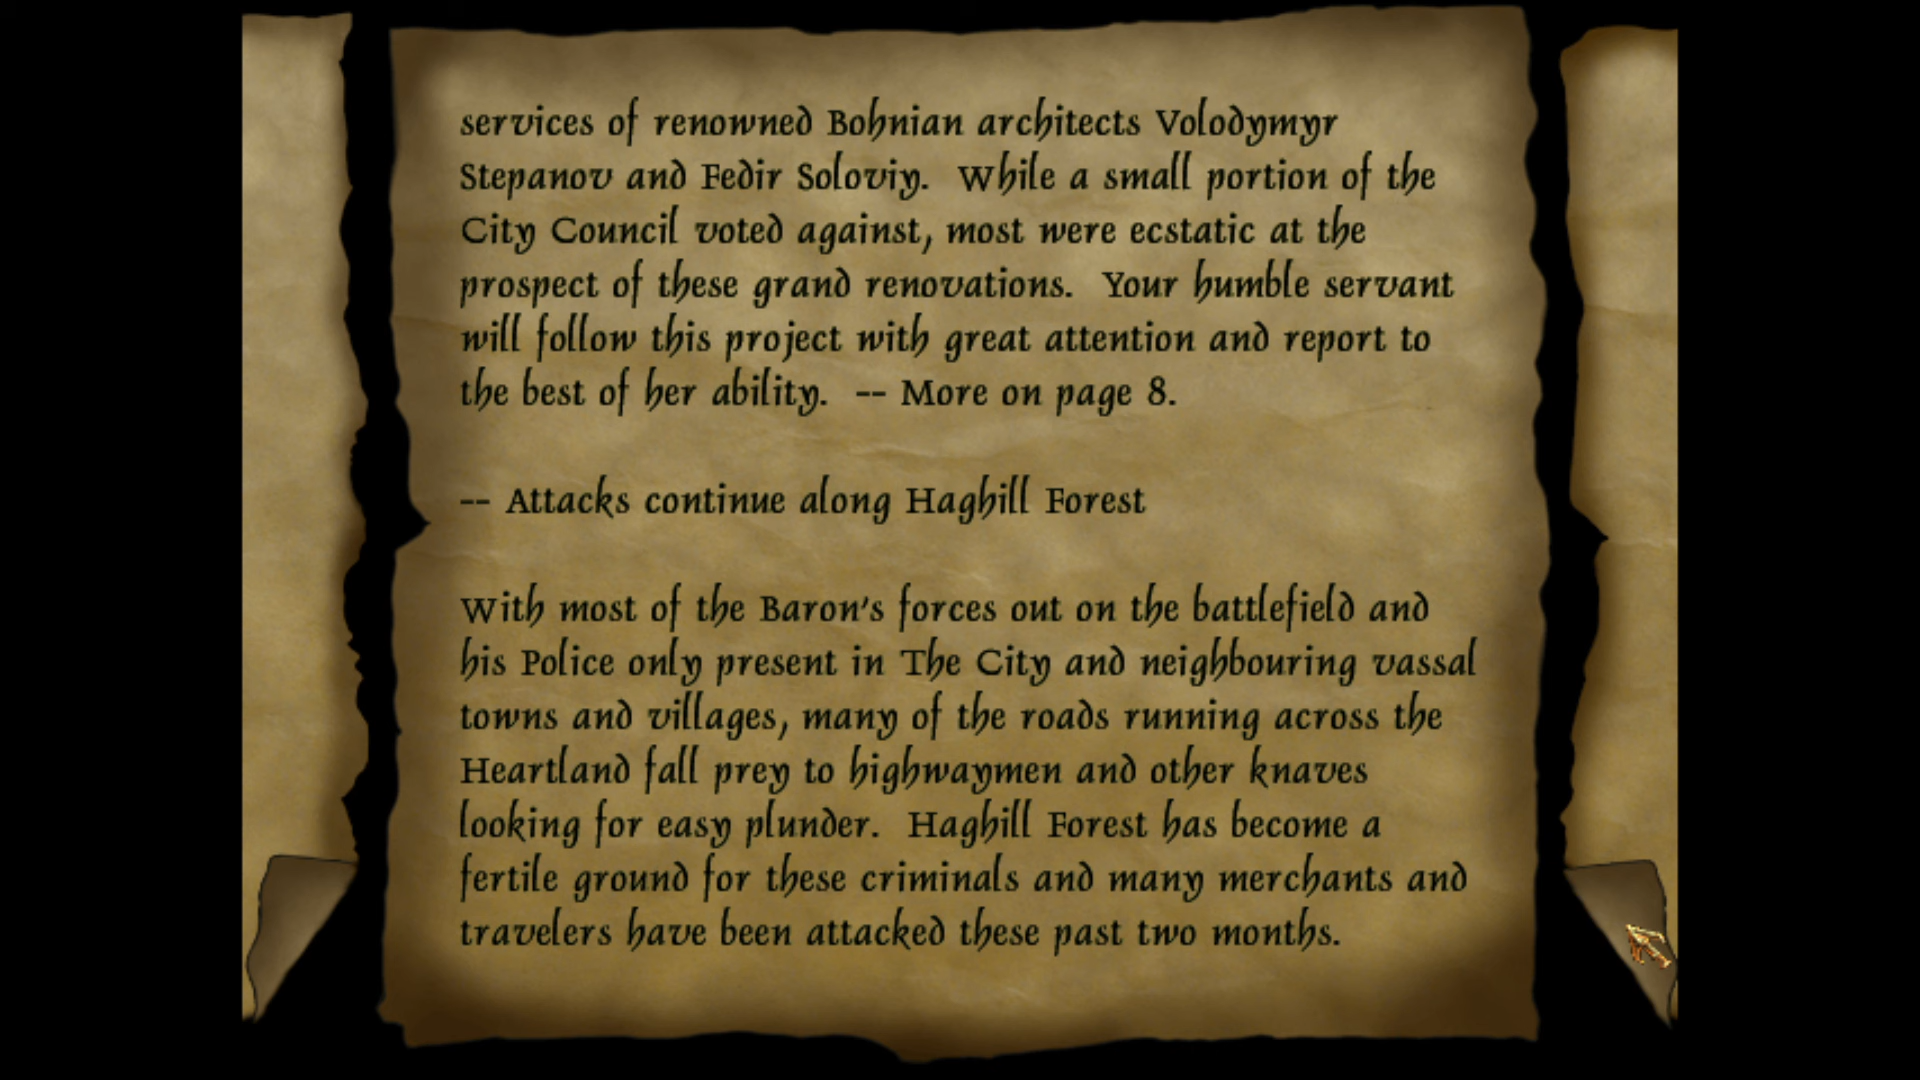 services of renowned Bohnian architects Volodymyr
Stepanov and Fedir Soloviy.  While a small portion of the
City Council voted against, most were ecstatic at the
prospect of these grand renovations.  Your humble servant
will follow this project with great attention and report to
the best of her ability.  -- More on page 8.
-- Attacks continue along Haghill Forest
With most of the Baron's forces out on the battlefield and
his Police only present in The City and neighbouring vassal
towns and villages, many of the roads running across the
Heartland fall prey to highwaymen and other knaves
looking for easy plunder.  Haghill Forest has become a
fertile ground for these criminals and many merchants and
travelers have been attacked these past two months.